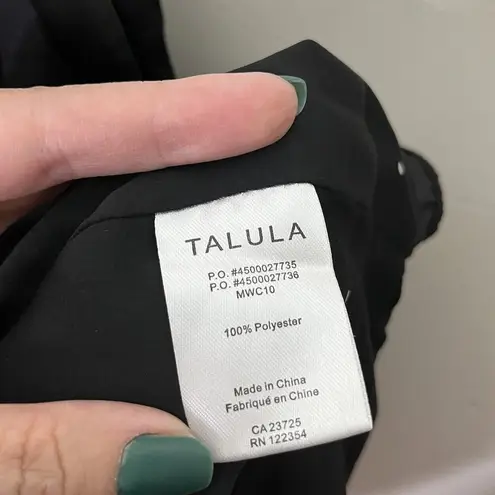 TALULA
P.O. #4500027735
P.O. #4500027736
MWC10
100% Polyester
Made in China
Fabriqué en Chine
CA 23725
RN 122354